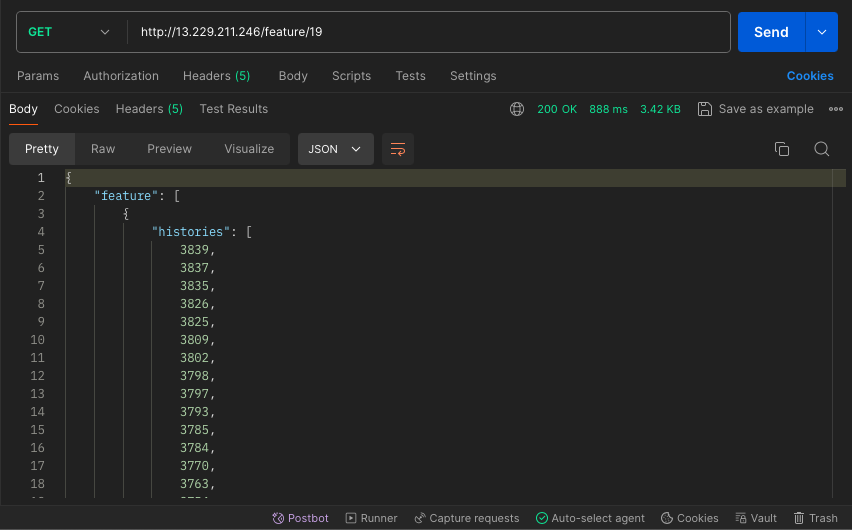 GET http://13.229.211.246/feature/19 Send
Params Authorization Headers (5) Body Scripts Tests Settings Cookies
Body Cookies Headers (5) Test Results 200 OK 888 ms 3.42 KB Save as example
Pretty Raw Preview Visualize JSON
1 {
2 "feature": [
3 {
4 "histories": [
5 3839,
6 3837,
7 3835,
8 3826,
9 3825,
10 3809,
11 3802,
12 3798,
13 3797,
14 3793,
15 3785,
16 3784,
17 3770,
18 3763,
Postbot Runner Capture requests Auto-select agent Cookies Vault Trash